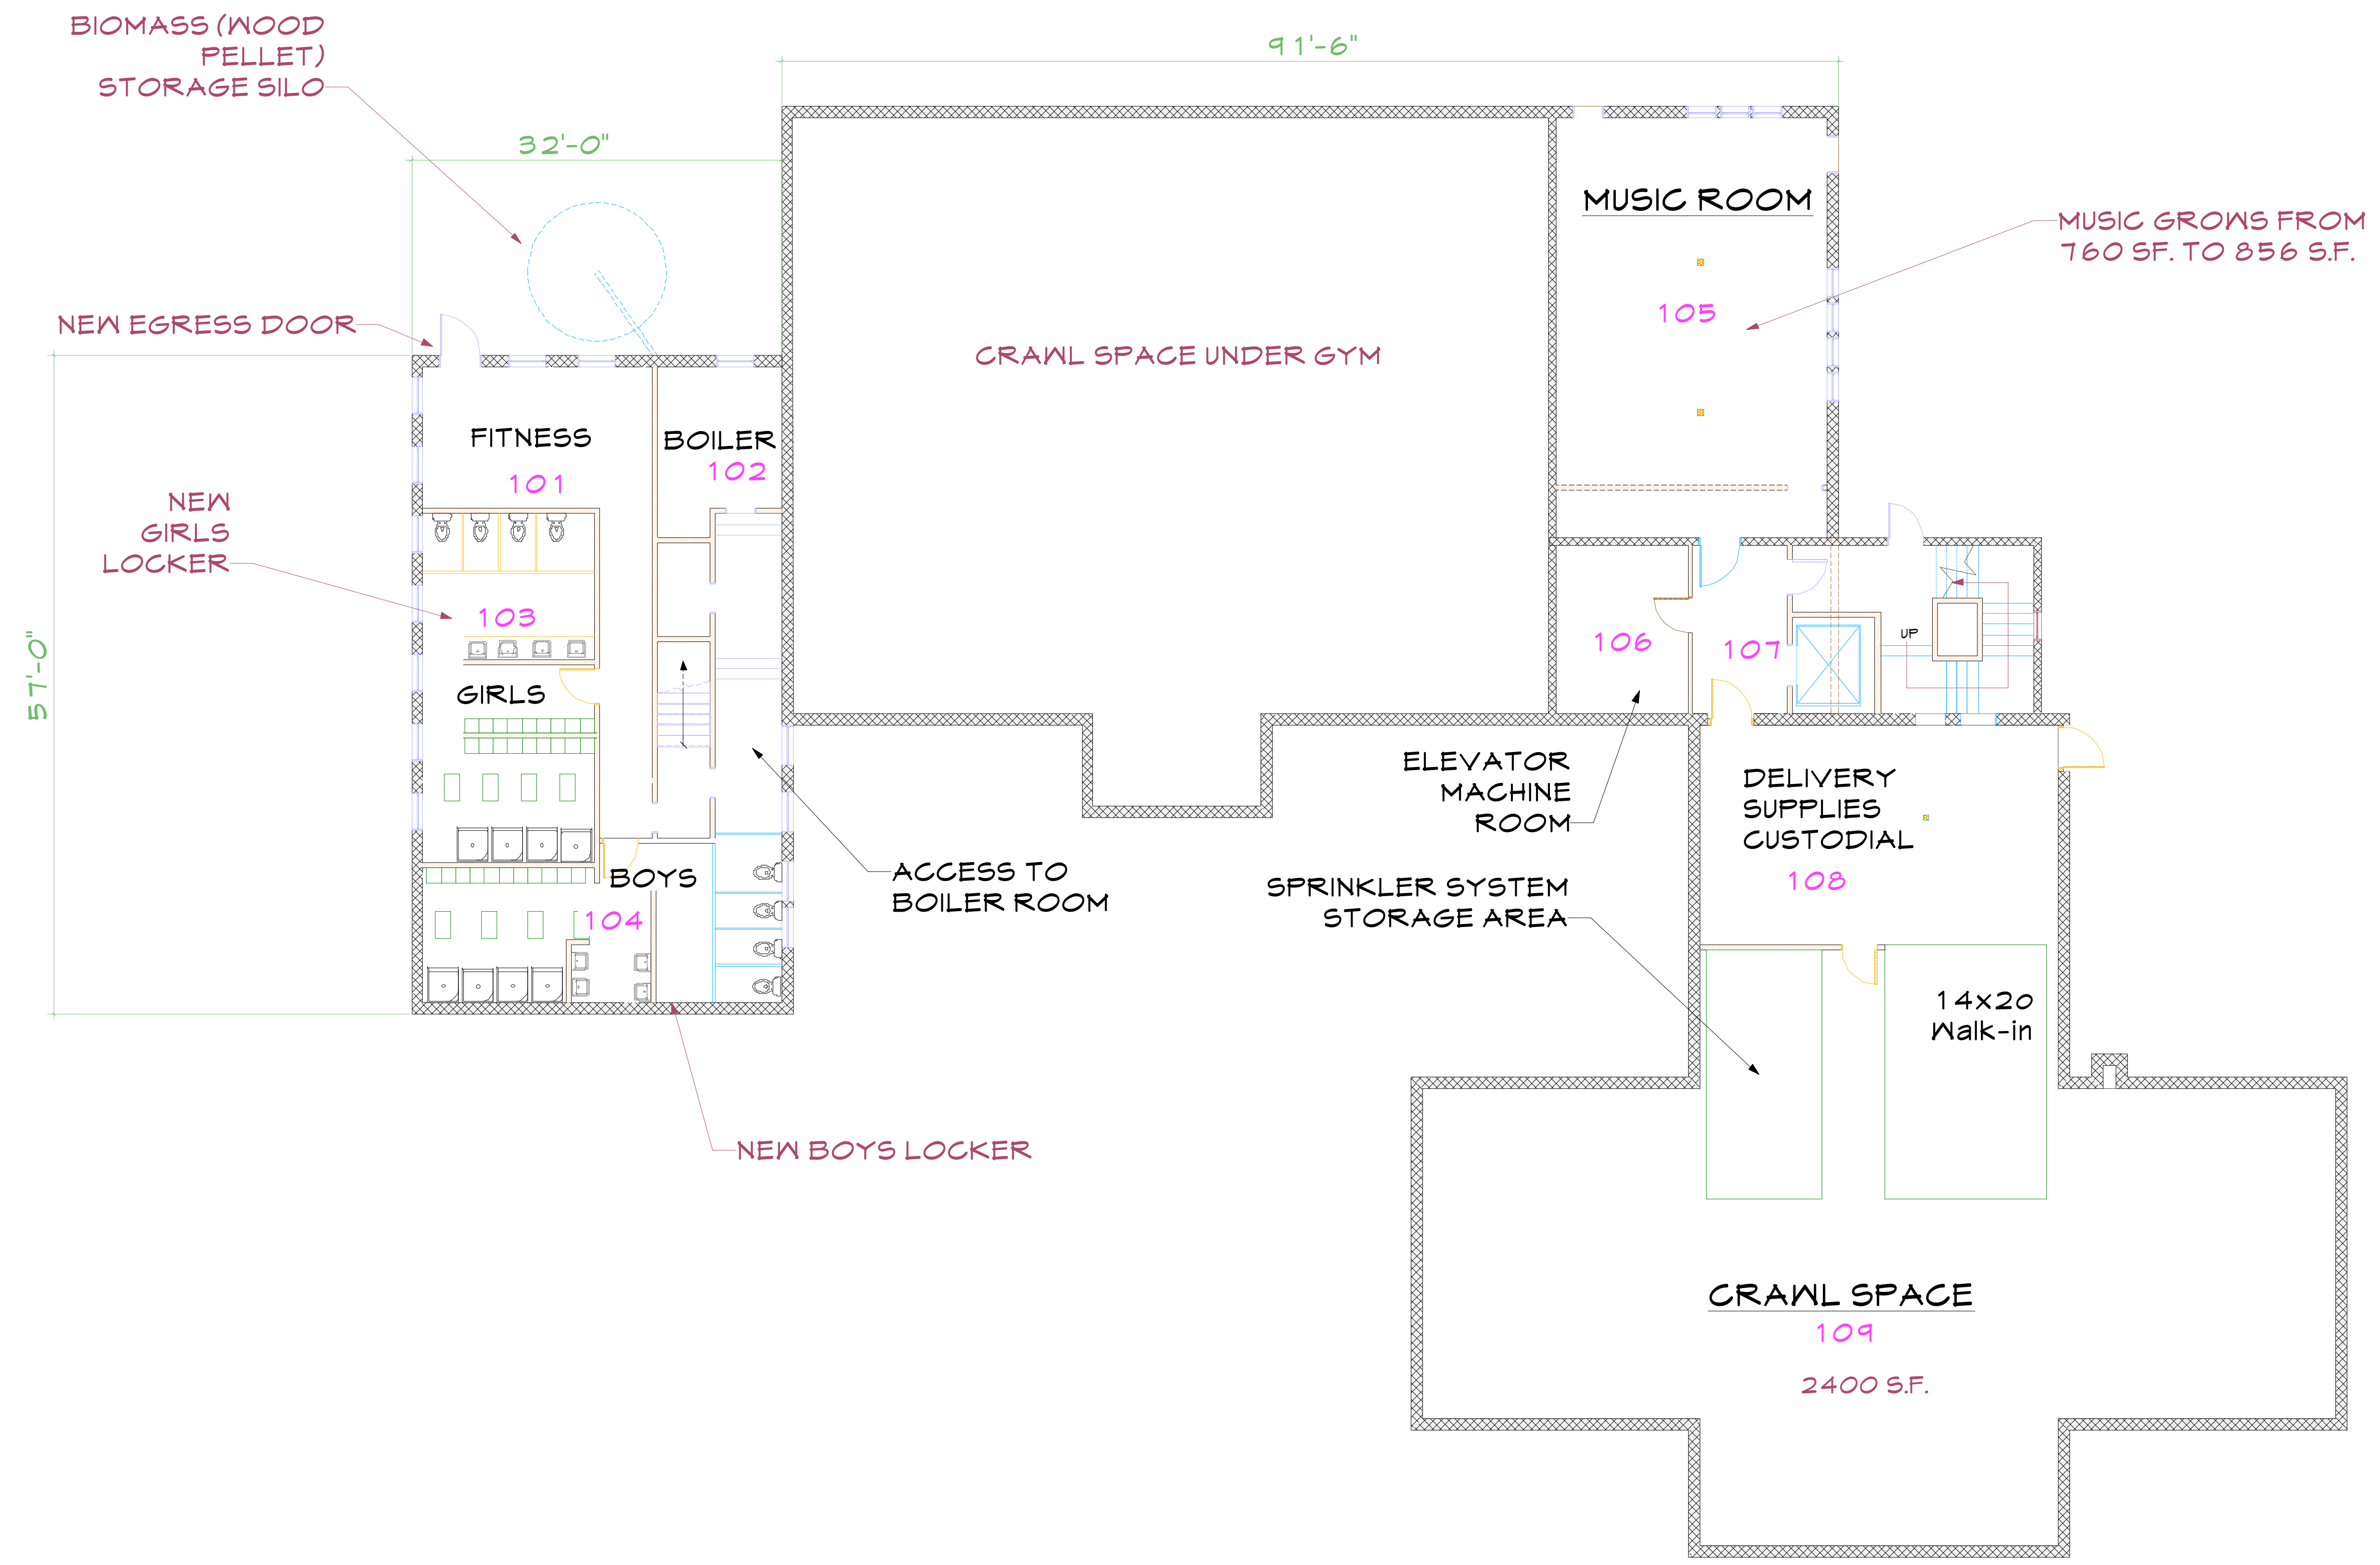 BIOMASS (WOOD
PELLET)
STORAGE SILO
91'-6"
32'-0"
MUSIC ROOM
MUSIC GROWS FROM
760 SF. TO 856 S.F.
105
NEW EGRESS DOOR
CRAWL SPACE UNDER GYM
FITNESS
101
BOILER
102
NEW
GIRLS
LOCKER
103
GIRLS
57'-0"
106
107
UP
ELEVATOR
MACHINE
ROOM
DELIVERY
SUPPLIES
CUSTODIAL
108
ACCESS TO
BOILER ROOM
BOYS
104
SPRINKLER SYSTEM
STORAGE AREA
14x20
Walk-in
NEW BOYS LOCKER
CRAWL SPACE
109
2400 S.F.